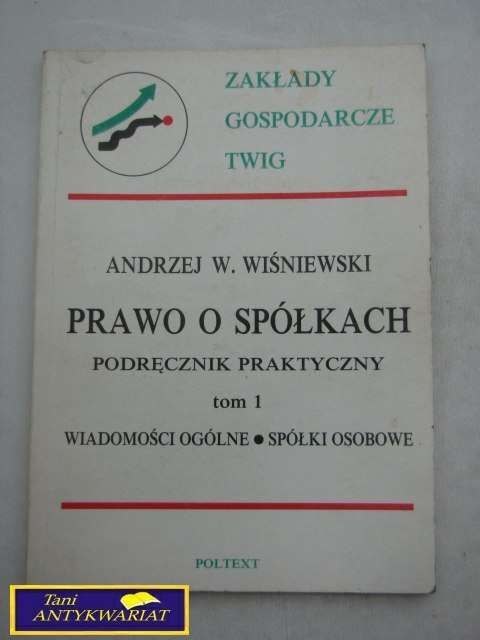 ZAKŁADY
GOSPODARCZE
TWIG
ANDRZEJ W. WIŚNIEWSKI
PRAWO O SPÓŁKACH
PODRĘCZNIK PRAKTYCZNY
tom 1
WIADOMOŚCI OGÓLNE ● SPÓŁKI OSOBOWE
POLTEXT
Tani
ANTYKWARIAT